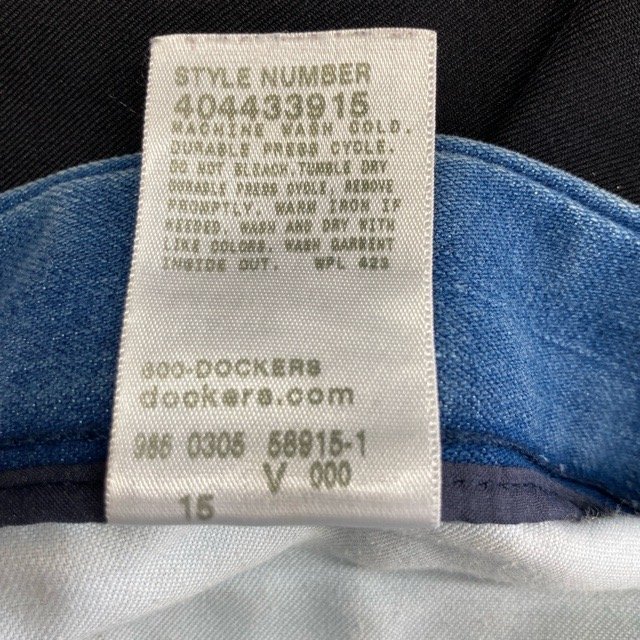 STYLE NUMBER
404433915
MACHINE WASH COLD.
DURABLE PRESS CYCLE.
DO NOT BLEACH. TUMBLE DRY
DURABLE PRESS CYCLE, REMOVE
PROMPTLY. WARM IRON IF
NEEDED. WASH AND DRY WITH
LIKE COLORS. WASH GARMENT
INSIDE OUT. WPL 423
800-DOCKERS
dockers.com
986 0305 58915-1
V 000
15